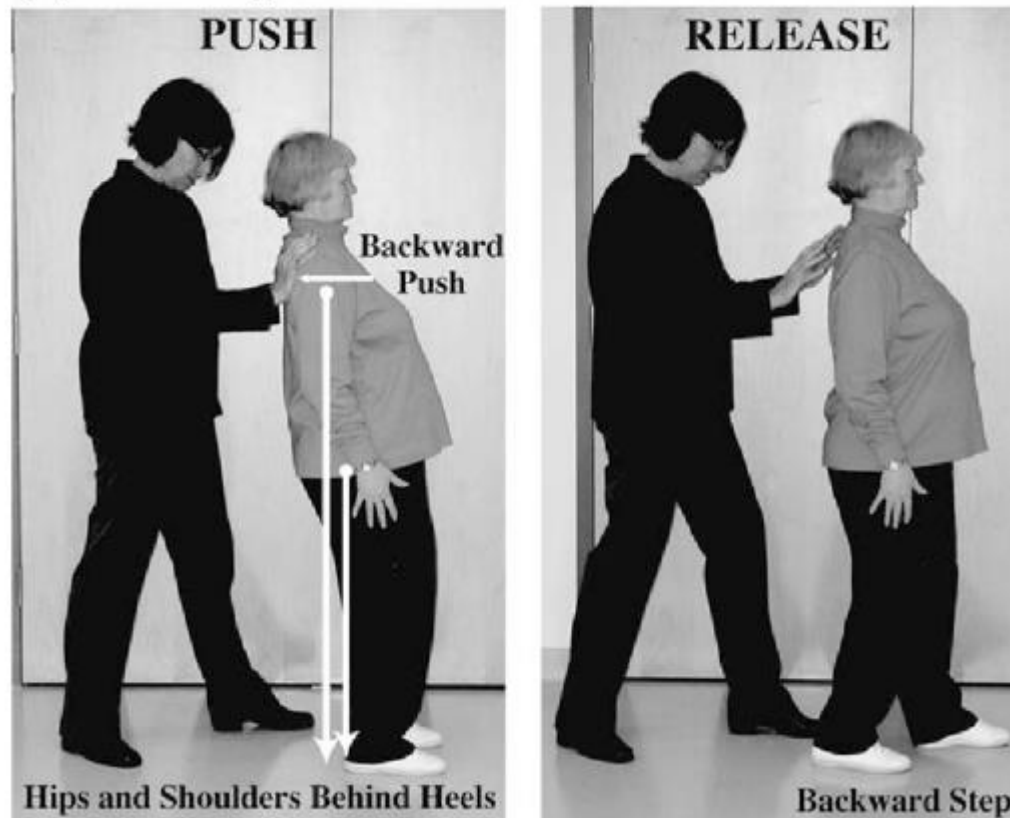 PUSH
Backward
Push
Hips and Shoulders Behind Heels
RELEASE
Backward Step